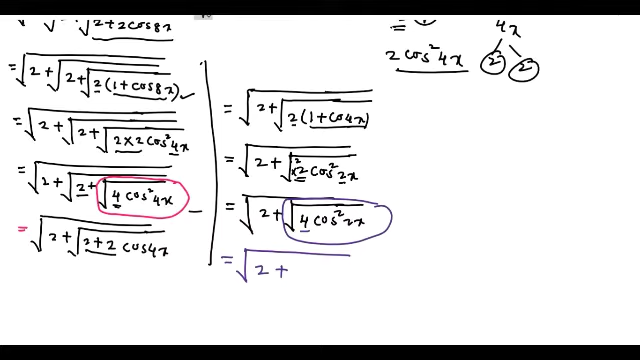 √2+2cos8x
= √2+√2+√2(1+cos8x)
= √2+√2+√2×2cos²4x
= √2+√2+√4cos²4x
= √2+√2+2cos4x
= √2+√2(1+cos4x)
= √2+√2×2cos²2x
= √2+√4cos²2x
= √2+
4x
2cos²4x 2 2